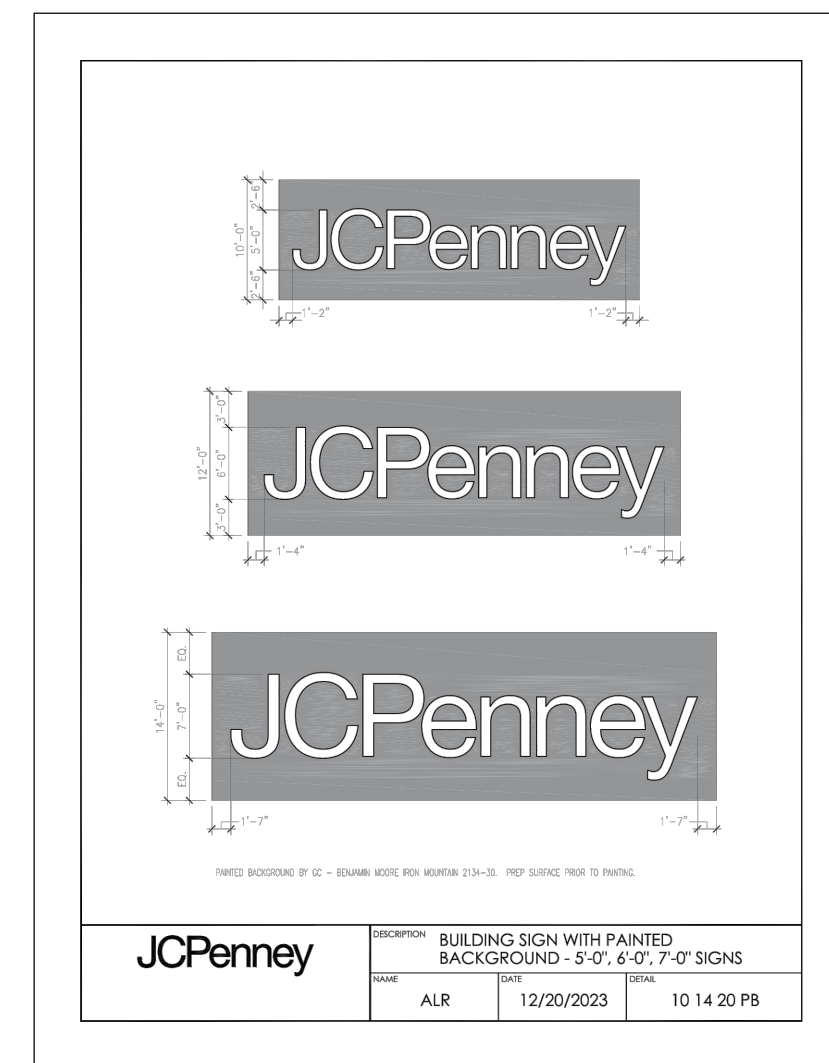 2'-6"
10'-0"
5'-0"
2'-6"
JCPenney
1'-2"
1'-2"
3'-0"
12'-0"
6'-0"
3'-0"
JCPenney
1'-4"
1'-4"
EQ.
14'-0"
7'-0"
EQ.
JCPenney
1'-7"
1'-7"
PAINTED BACKGROUND BY GC - BENJAMIN MOORE IRON MOUNTAIN 2134-30. PREP SURFACE PRIOR TO PAINTING.
JCPenney
DESCRIPTION
BUILDING SIGN WITH PAINTED
BACKGROUND - 5'-0", 6'-0", 7'-0" SIGNS
NAME
ALR
DATE
12/20/2023
DETAIL
10 14 20 PB